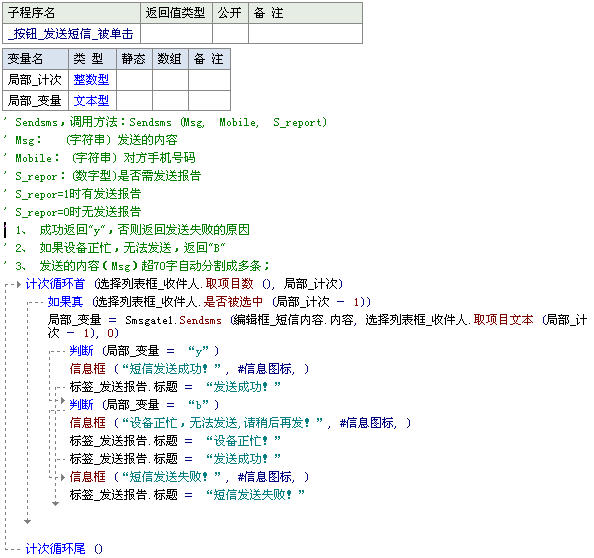 子程序名 返回值类型 公开 备 注
_按钮_发送短信_被单击
变量名 类 型 静态 数组 备 注
局部_计次 整数型
局部_变量 文本型
' Sendsms，调用方法：Sendsms (Msg, Mobile, S_report)
' Msg： (字符串) 发送的内容
' Mobile： (字符串) 对方手机号码
' S_repor：(数字型)是否需发送报告
' S_repor=1时有发送报告
' S_repor=0时无发送报告
' 1、 成功返回"y"，否则返回发送失败的原因
' 2、 如果设备正忙，无法发送，返回"B"
' 3、 发送的内容（Msg）超70字自动分割成多条；
计次循环首 (选择列表框_收件人.取项目数 (), 局部_计次)
如果真 (选择列表框_收件人.是否被选中 (局部_计次 － 1))
局部_变量 ＝ Smsgate1.Sendsms (编辑框_短信内容.内容, 选择列表框_收件人.取项目文本 (局部_计
次 － 1), 0)
判断 (局部_变量 ＝ “y”)
信息框 (“短信发送成功！”, #信息图标, )
标签_发送报告.标题 ＝ “发送成功！”
判断 (局部_变量 ＝ “b”)
信息框 (“设备正忙，无法发送,请稍后再发！”, #信息图标, )
标签_发送报告.标题 ＝ “设备正忙！”
标签_发送报告.标题 ＝ “发送成功！”
信息框 (“短信发送失败！”, #信息图标, )
标签_发送报告.标题 ＝ “短信发送失败！”
计次循环尾 ()